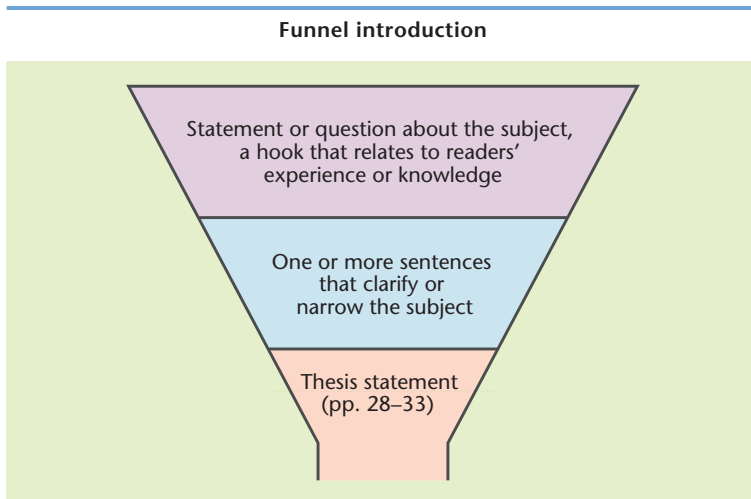 Funnel introduction
Statement or question about the subject,
a hook that relates to readers’
experience or knowledge
One or more sentences
that clarify or
narrow the subject
Thesis statement
(pp. 28–33)